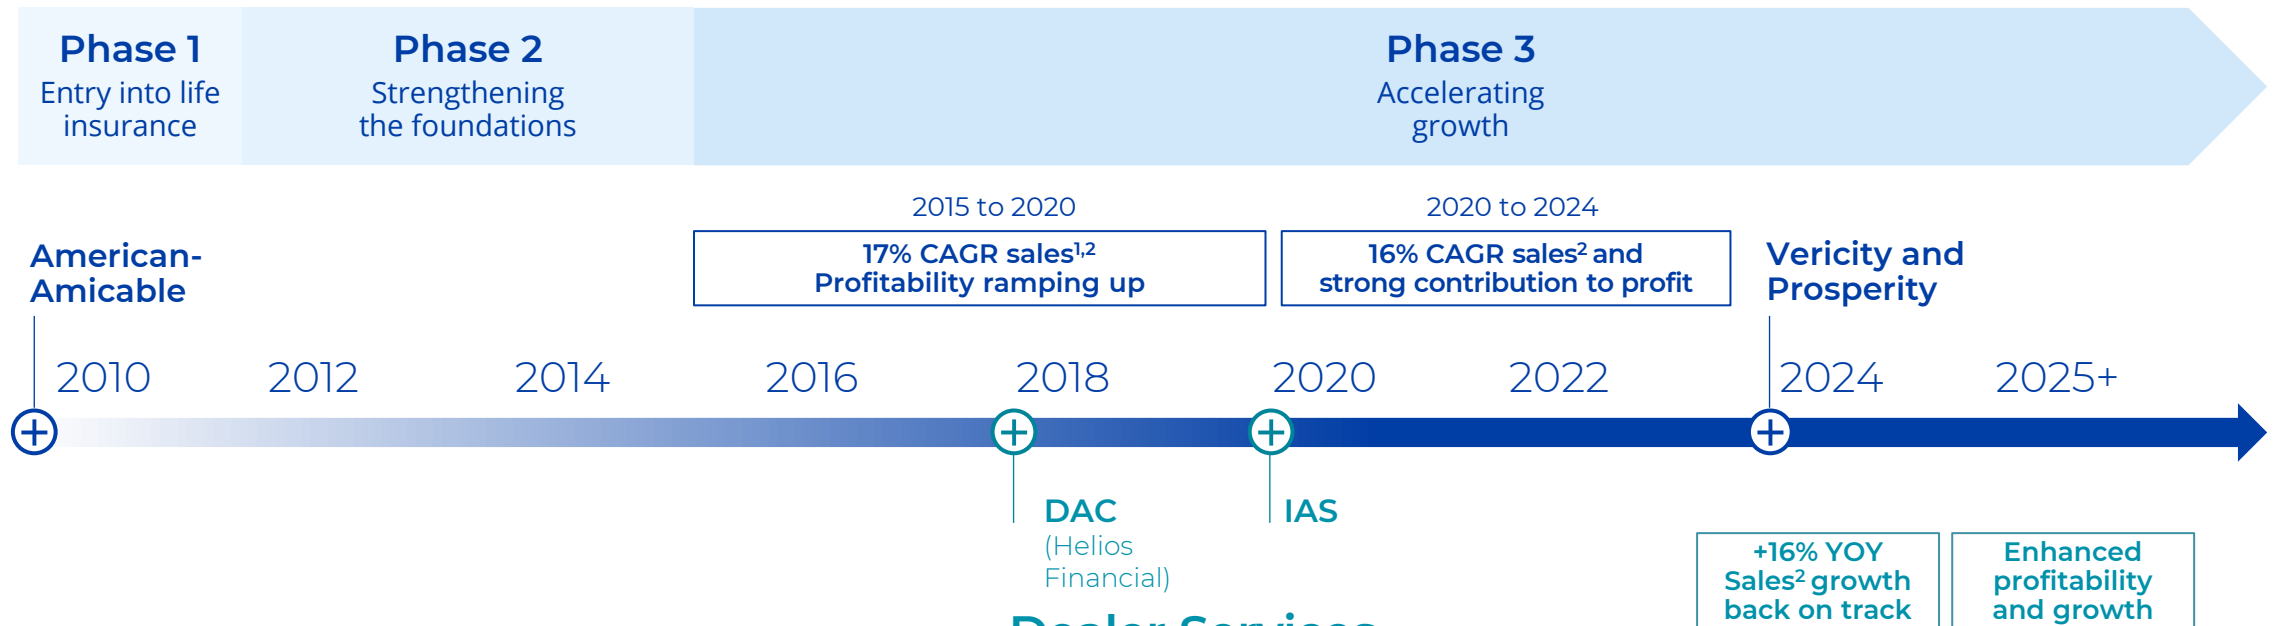 Phase 1
Entry into life
insurance
Phase 2
Strengthening
the foundations
Phase 3
Accelerating
growth
2015 to 2020
17% CAGR sales¹,²
Profitability ramping up
2020 to 2024
16% CAGR sales² and
strong contribution to profit
American-
Amicable
Vericity and
Prosperity
2010
2012
2014
2016
2018
2020
2022
2024
2025+
DAC
(Helios
Financial)
IAS
Dealer Services
+16% YOY
Sales² growth
back on track
Enhanced
profitability
and growth